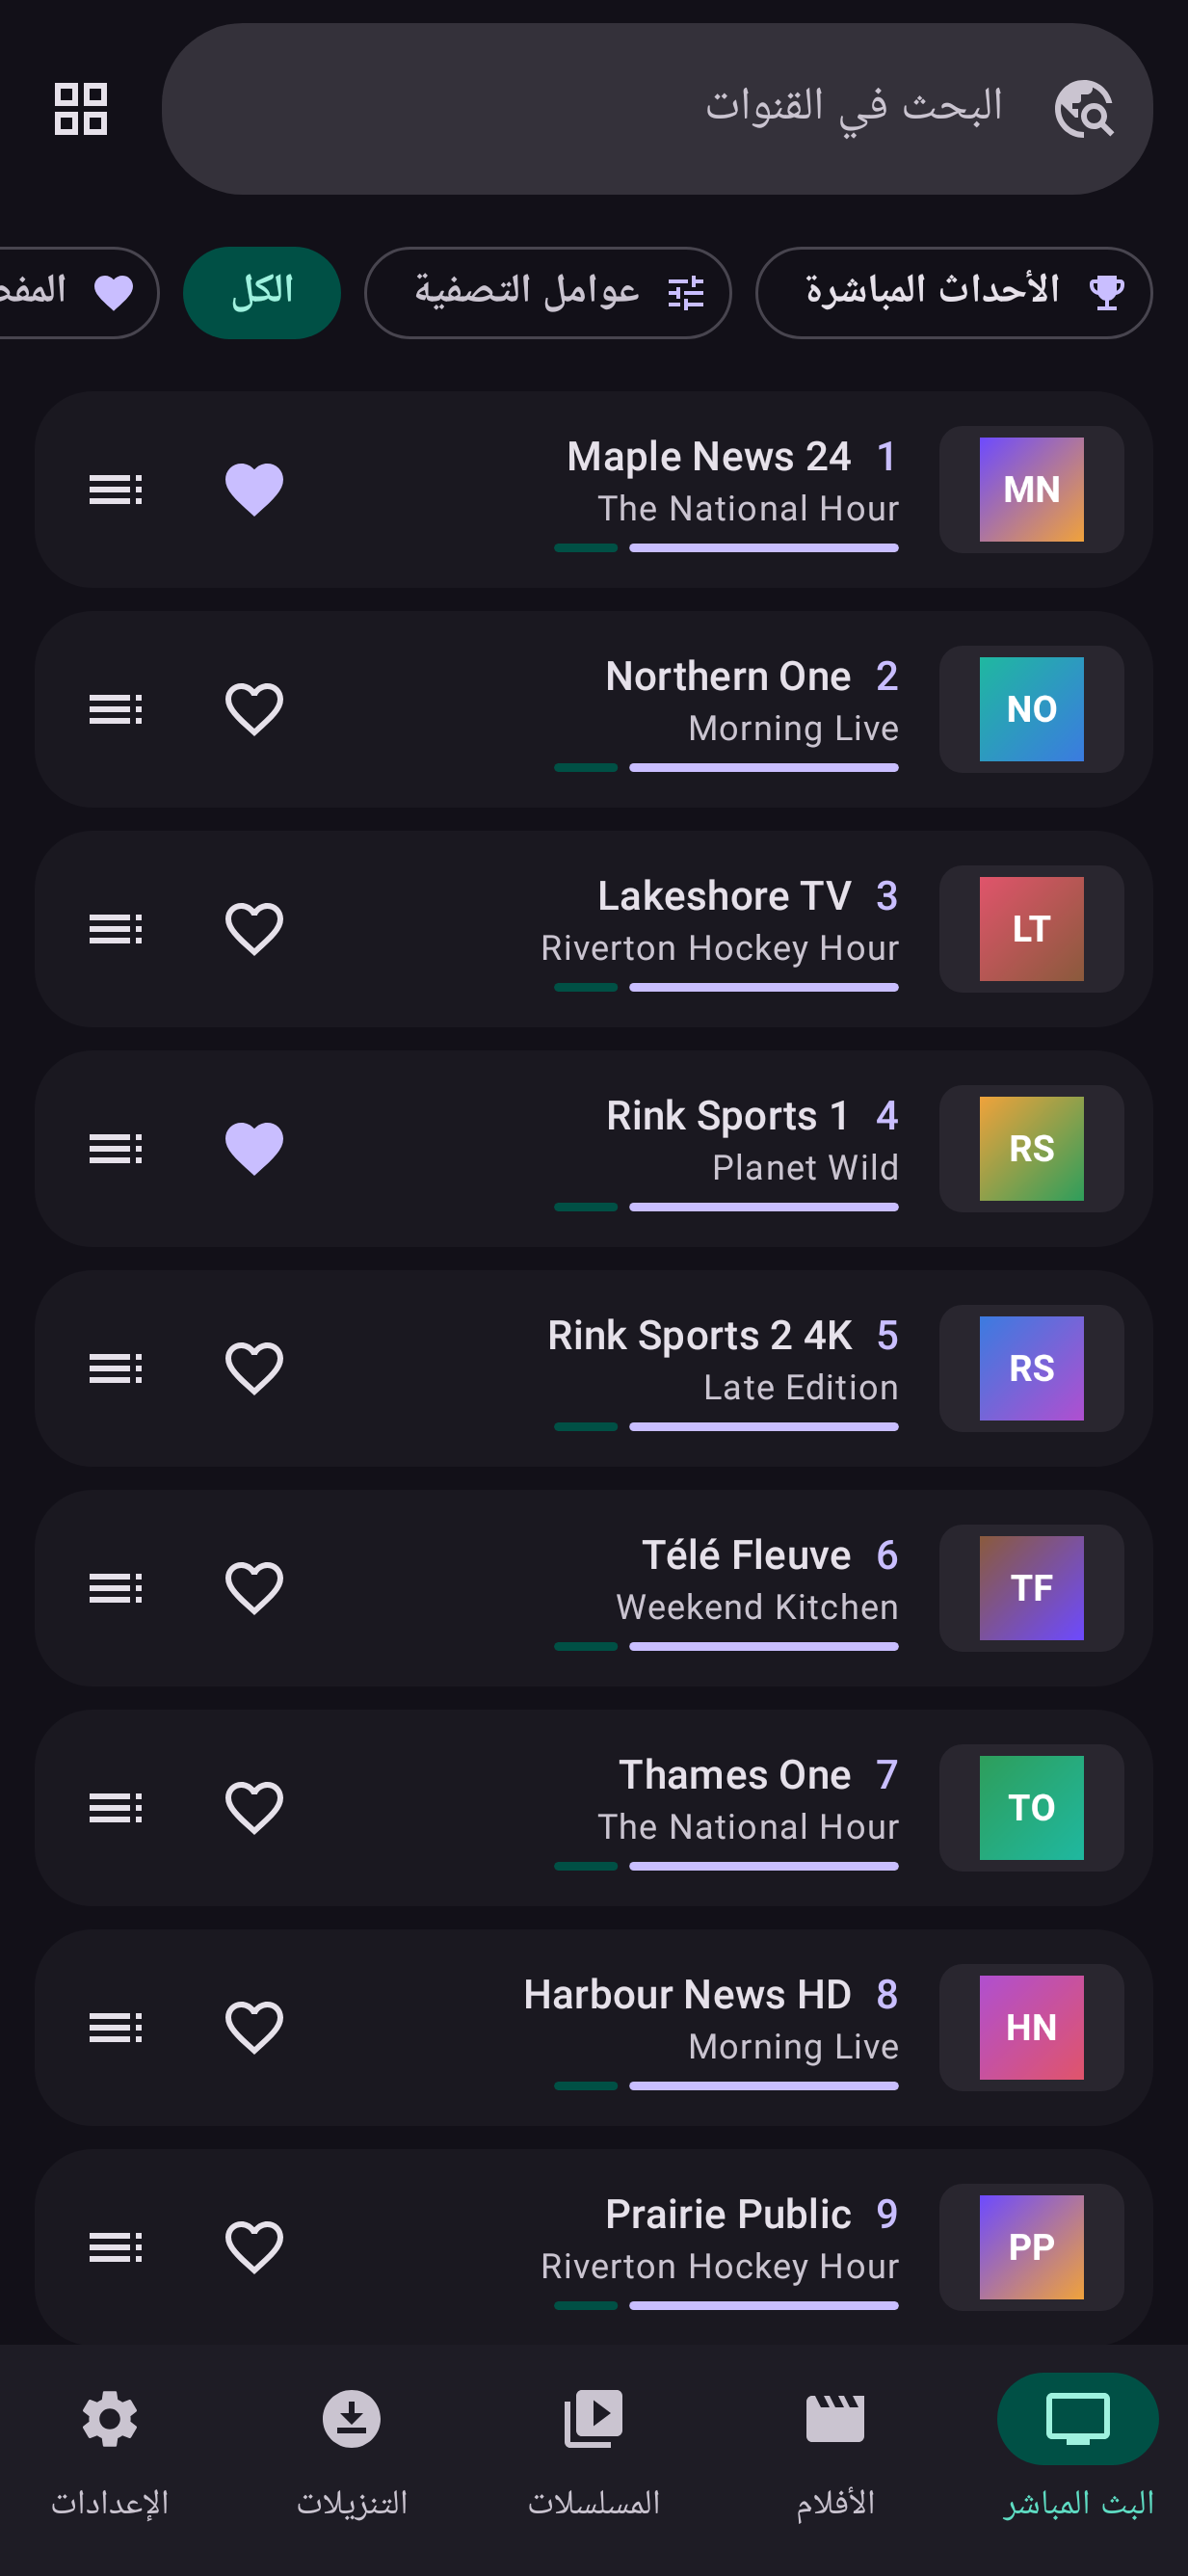 البحث في القنوات
الأحداث المباشرة
عوامل التصفية
الكل
MN
1 Maple News 24
The National Hour
NO
2 Northern One
Morning Live
LT
3 Lakeshore TV
Riverton Hockey Hour
RS
4 Rink Sports 1
Planet Wild
RS
5 Rink Sports 2 4K
Late Edition
TF
6 Télé Fleuve
Weekend Kitchen
TO
7 Thames One
The National Hour
HN
8 Harbour News HD
Morning Live
PP
9 Prairie Public
Riverton Hockey Hour
البث المباشر
الأفلام
المسلسلات
التنزيلات
الإعدادات